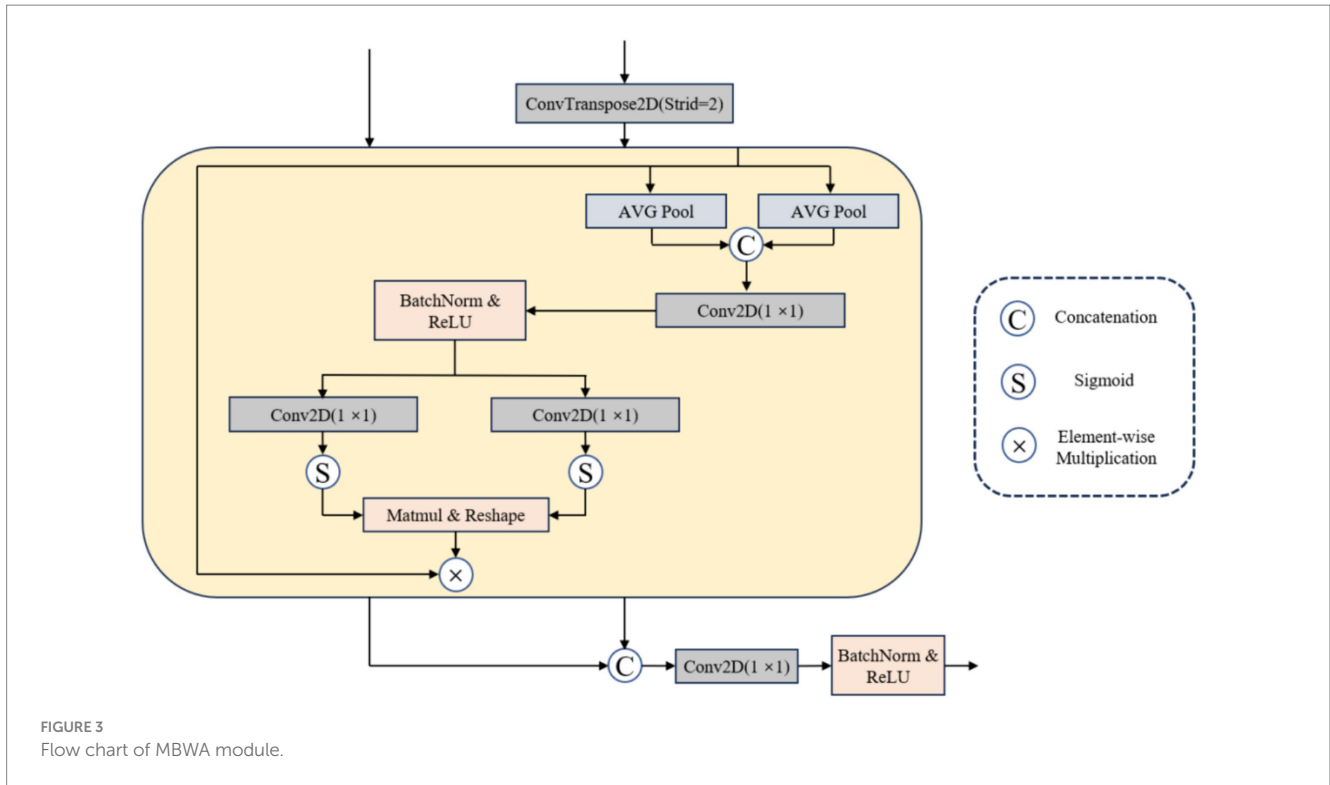 ConvTranspose2D(Strid=2)
AVG Pool
AVG Pool
C
BatchNorm &
ReLU
Conv2D(1 ×1)
Conv2D(1 ×1)
Conv2D(1 ×1)
S
S
Matmul & Reshape
×
C
Conv2D(1 ×1)
BatchNorm &
ReLU
C
Concatenation
S
Sigmoid
×
Element-wise
Multiplication
FIGURE 3
Flow chart of MBWA module.